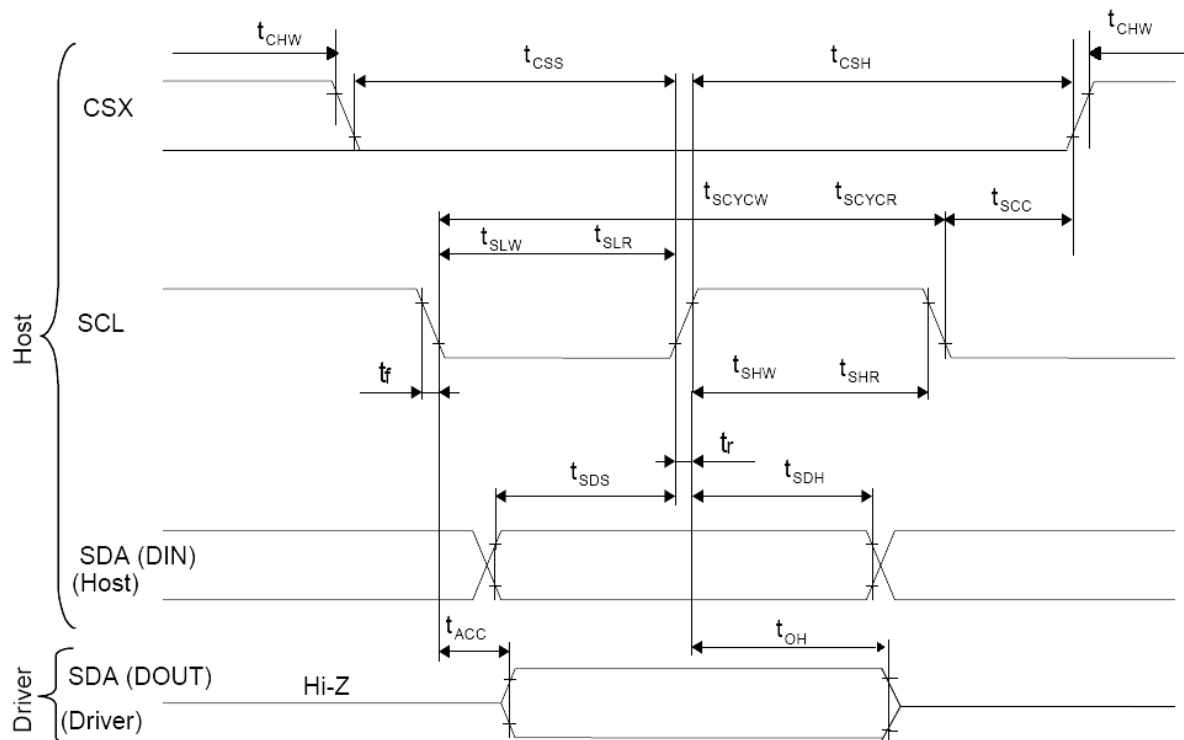 tCHW tCHW
tCSS tCSH
CSX
tSCYCW tSCYCR tSCC
tSLW tSLR
Host
SCL
tf tSHW tSHR
tr
tSDS tSDH
SDA (DIN)
(Host)
tACC tOH
Driver
SDA (DOUT) Hi-Z
(Driver)